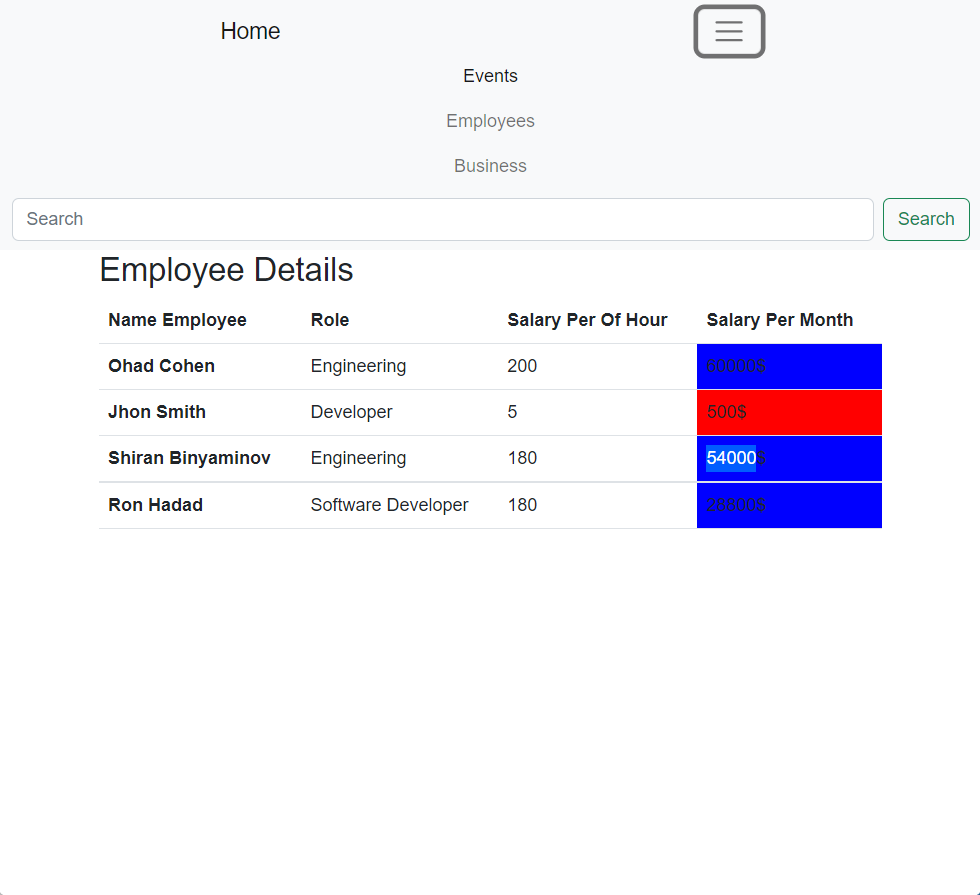 Home
Events
Employees
Business
Search Search
Employee Details
Name Employee Role Salary Per Of Hour Salary Per Month
Ohad Cohen Engineering 200 60000$
Jhon Smith Developer 5 500$
Shiran Binyaminov Engineering 180 54000$
Ron Hadad Software Developer 180